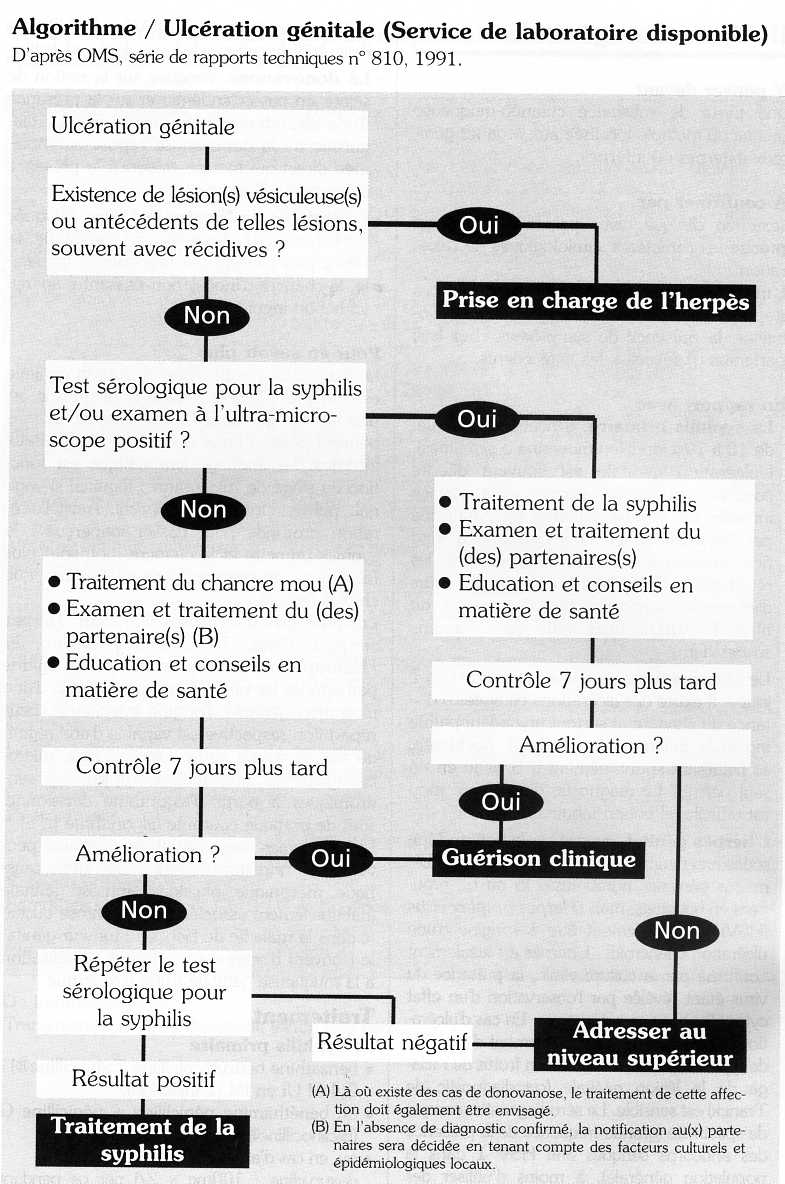 Algorithme / Ulcération génitale (Service de laboratoire disponible)
D'après OMS, série de rapports techniques n° 810, 1991.
Ulcération génitale
Existence de lésion(s) vésiculeuse(s)
ou antécédents de telles lésions,
souvent avec récidives ?
Oui
Prise en charge de l'herpès
Non
Test sérologique pour la syphilis
et/ou examen à l'ultra-micro-
scope positif ?
Oui
Non
● Traitement de la syphilis
● Examen et traitement du
(des) partenaires(s)
● Education et conseils en
matière de santé
● Traitement du chancre mou (A)
● Examen et traitement du (des)
partenaire(s) (B)
● Education et conseils en
matière de santé
Contrôle 7 jours plus tard
Amélioration ?
Contrôle 7 jours plus tard
Oui
Amélioration ?
Oui
Guérison clinique
Non
Non
Répéter le test
sérologique pour
la syphilis
Résultat négatif
Adresser au
niveau supérieur
Résultat positif
Traitement de la
syphilis
(A) Là où existe des cas de donovanose, le traitement de cette affec-
tion doit également être envisagé.
(B) En l'absence de diagnostic confirmé, la notification au(x) parte-
naires sera décidée en tenant compte des facteurs culturels et
épidémiologiques locaux.